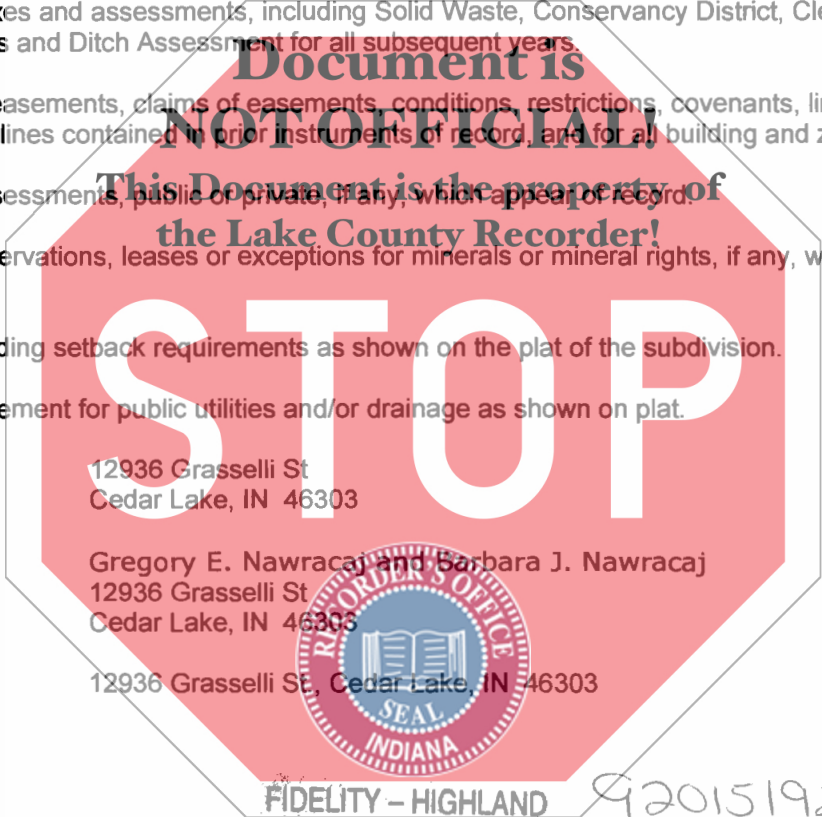 es and assessments, including Solid Waste, Conservancy District, Cle
s and Ditch Assessment for all subsequent years.
Document is
easements, claims of easements, conditions, restrictions, covenants, li
NOT OFFICIAL!
lines contained in prior instruments of record, and for all building and z
This Document is the property of
essments, public or private, if any, which appear of record.
the Lake County Recorder!
ervations, leases or exceptions for minerals or mineral rights, if any, w
STOP
ding setback requirements as shown on the plat of the subdivision.
ement for public utilities and/or drainage as shown on plat.
12936 Grasselli St
Cedar Lake, IN 46303
Gregory E. Nawracaj and Barbara J. Nawracaj
12936 Grasselli St
Cedar Lake, IN 46303
RECORDER'S OFFICE
12936 Grasselli St., Cedar Lake, IN 46303
SEAL
INDIANA
FIDELITY – HIGHLAND
9201519